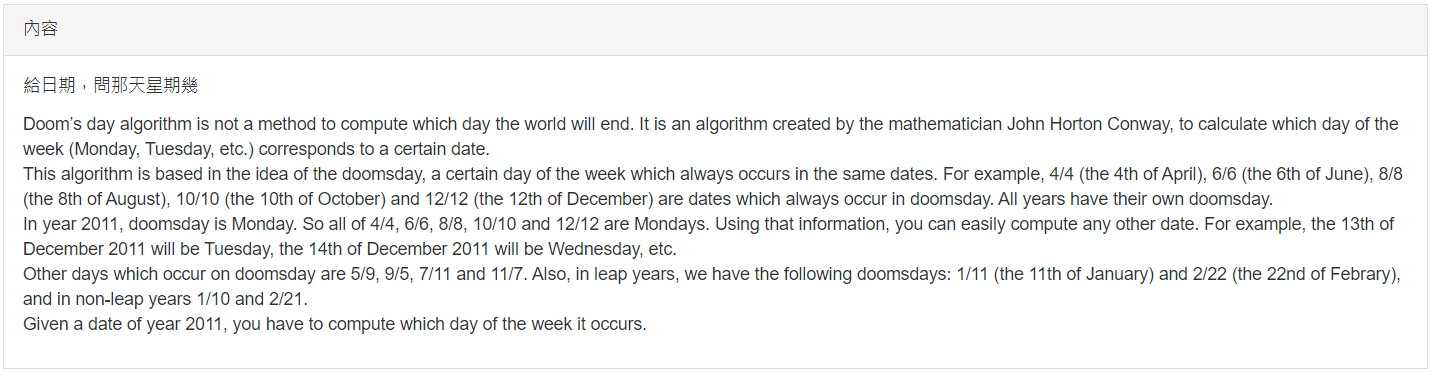 內容
給日期，問那天星期幾
Doom's day algorithm is not a method to compute which day the world will end. It is an algorithm created by the mathematician John Horton Conway, to calculate which day of the
week (Monday, Tuesday, etc.) corresponds to a certain date.
This algorithm is based in the idea of the doomsday, a certain day of the week which always occurs in the same dates. For example, 4/4 (the 4th of April), 6/6 (the 6th of June), 8/8
(the 8th of August), 10/10 (the 10th of October) and 12/12 (the 12th of December) are dates which always occur in doomsday. All years have their own doomsday.
In year 2011, doomsday is Monday. So all of 4/4, 6/6, 8/8, 10/10 and 12/12 are Mondays. Using that information, you can easily compute any other date. For example, the 13th of
December 2011 will be Tuesday, the 14th of December 2011 will be Wednesday, etc.
Other days which occur on doomsday are 5/9, 9/5, 7/11 and 11/7. Also, in leap years, we have the following doomsdays: 1/11 (the 11th of January) and 2/22 (the 22nd of Febrary),
and in non-leap years 1/10 and 2/21.
Given a date of year 2011, you have to compute which day of the week it occurs.